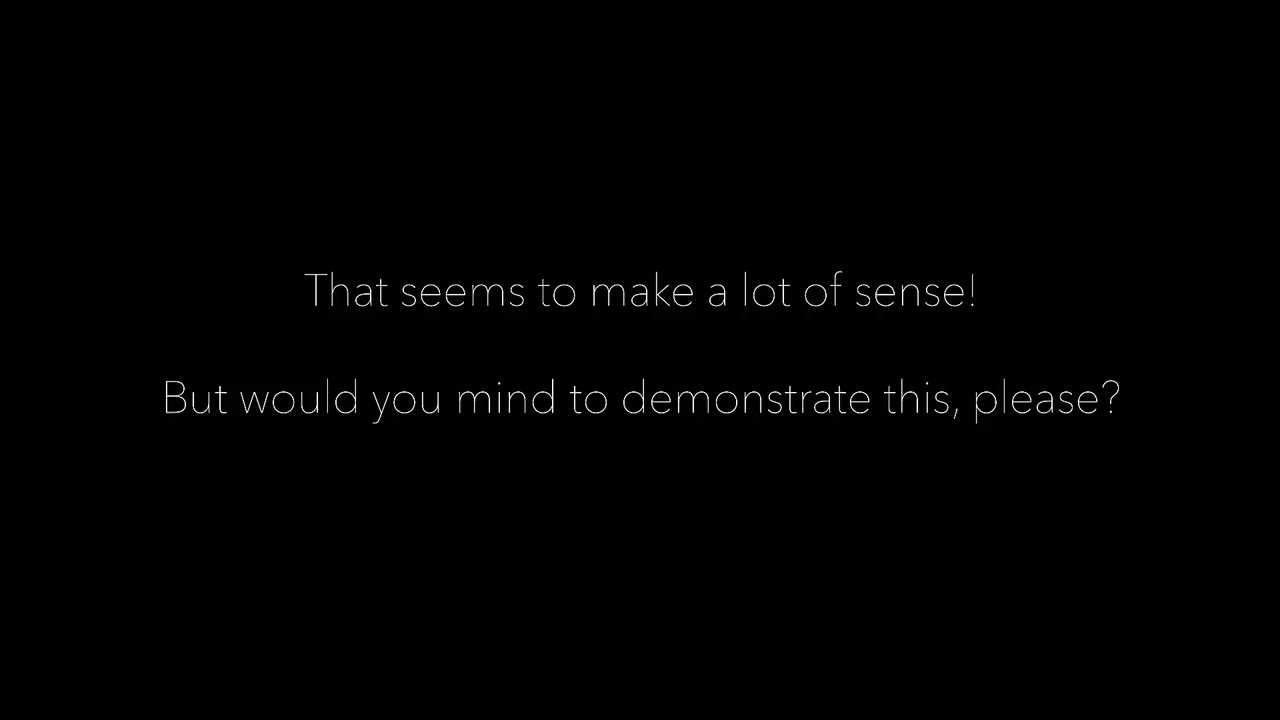 That seems to make a lot of sense!
But would you mind to demonstrate this, please?